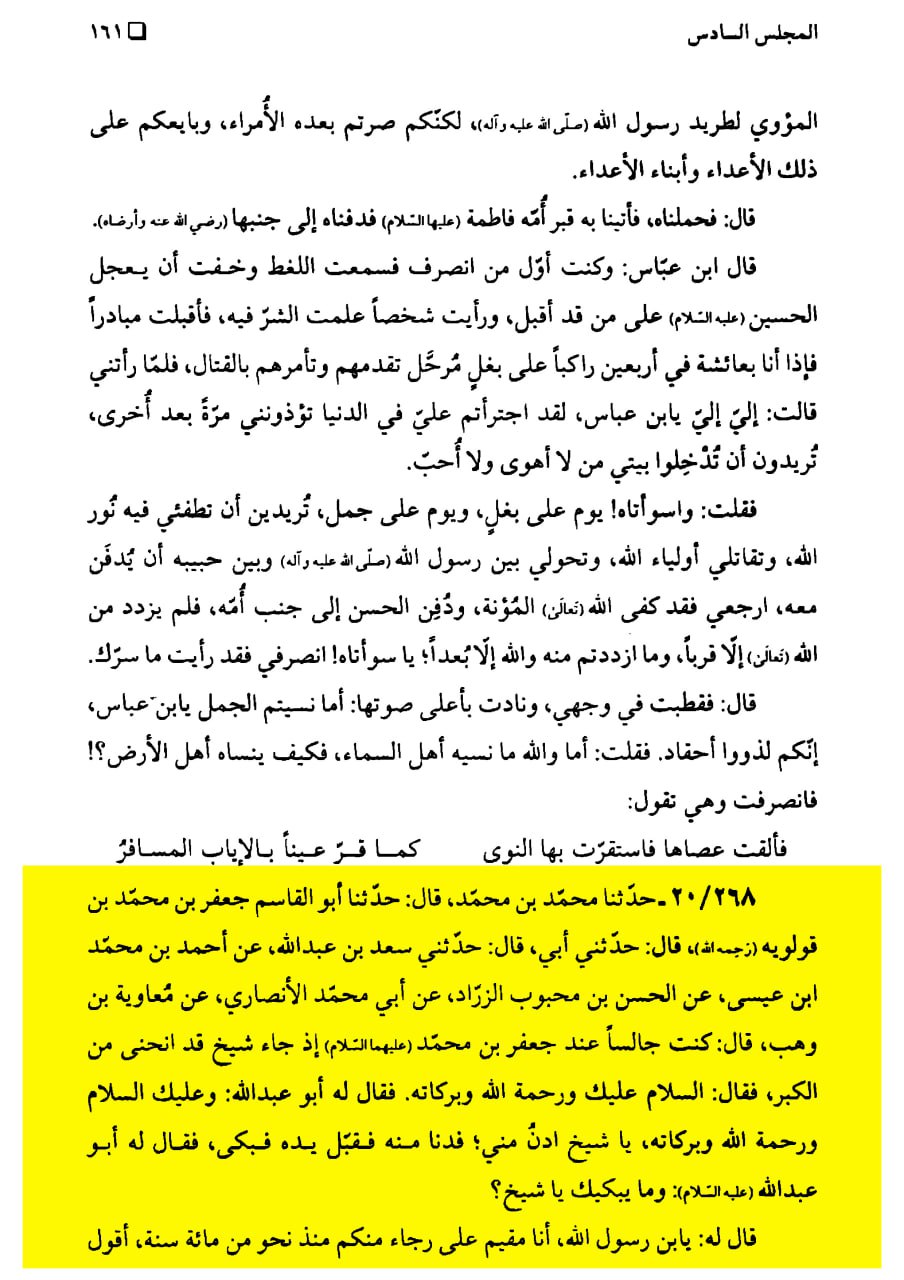 المجلس السادس ❏ ١٦١
المؤوي لطريد رسول الله (صلّى الله عليه وآله)، لكنّكم صرتم بعده الأُمراء، وبايعكم على
ذلك الأعداء وأبناء الأعداء.
قال: فحملناه، فأتينا به قبر أُمّه فاطمة (عليها السّلام) فدفناه إلى جنبها (رضي الله عنه وأرضاه).
قال ابن عبّاس: وكنت أوّل من انصرف فسمعت اللغط وخفت أن يعجل
الحسين (عليه السّلام) على من قد أقبل، ورأيت شخصاً علمت الشرّ فيه، فأقبلت مبادراً
فإذا أنا بعائشة في أربعين راكباً على بغلٍ مُرحَّل تقدمهم وتأمرهم بالقتال، فلمّا رأتني
قالت: إليّ إليّ يابن عباس، لقد اجترأتم عليّ في الدنيا تؤذونني مرّةً بعد أُخرى،
تُريدون أن تُدْخِلوا بيتي من لا أهوى ولا أُحبّ.
فقلت: واسوأتاه! يوم على بغلٍ، ويوم على جمل، تُريدين أن تطفئي فيه نُور
الله، وتقاتلي أولياء الله، وتحولي بين رسول الله (صلّى الله عليه وآله) وبين حبيبه أن يُدفَن
معه، ارجعي فقد كفى الله (تَعالَىٰ) المُؤنة، ودُفِن الحسن إلى جنب أُمّه، فلم يزدد من
الله (تَعالَىٰ) إلّا قرباً، وما ازددتم منه والله إلّا بُعداً؛ يا سوأتاه! انصرفي فقد رأيت ما سرّك.
قال: فقطبت في وجهي، ونادت بأعلى صوتها: أما نسيتم الجمل يابن عباس،
إنّكم لذووا أحقاد. فقلت: أما والله ما نسيه أهل السماء، فكيف ينساه أهل الأرض؟!
فانصرفت وهي تقول:
فألقت عصاها فاستقرّت بها النوى كما قرّ عيناً بالإياب المسافرُ
٢٠/٢٦٨ ـ حدّثنا محمّد بن محمّد، قال: حدّثنا أبو القاسم جعفر بن محمّد بن
قولويه (رَحِمه الله)، قال: حدّثني أبي، قال: حدّثني سعد بن عبدالله، عن أحمد بن محمّد
ابن عيسى، عن الحسن بن محبوب الزرّاد، عن أبي محمّد الأنصاري، عن مُعاوية بن
وهب، قال: كنت جالساً عند جعفر بن محمّد (عليهما السّلام) إذ جاء شيخ قد انحنى من
الكبر، فقال: السلام عليك ورحمة الله وبركاته. فقال له أبو عبدالله: وعليك السلام
ورحمة الله وبركاته، يا شيخ ادنُ مني؛ فدنا منه فقبّل يده فبكى، فقال له أبو
عبدالله (عليه السّلام): وما يبكيك يا شيخ؟
قال له: يابن رسول الله، أنا مقيم على رجاء منكم منذ نحو من مائة سنة، أقول